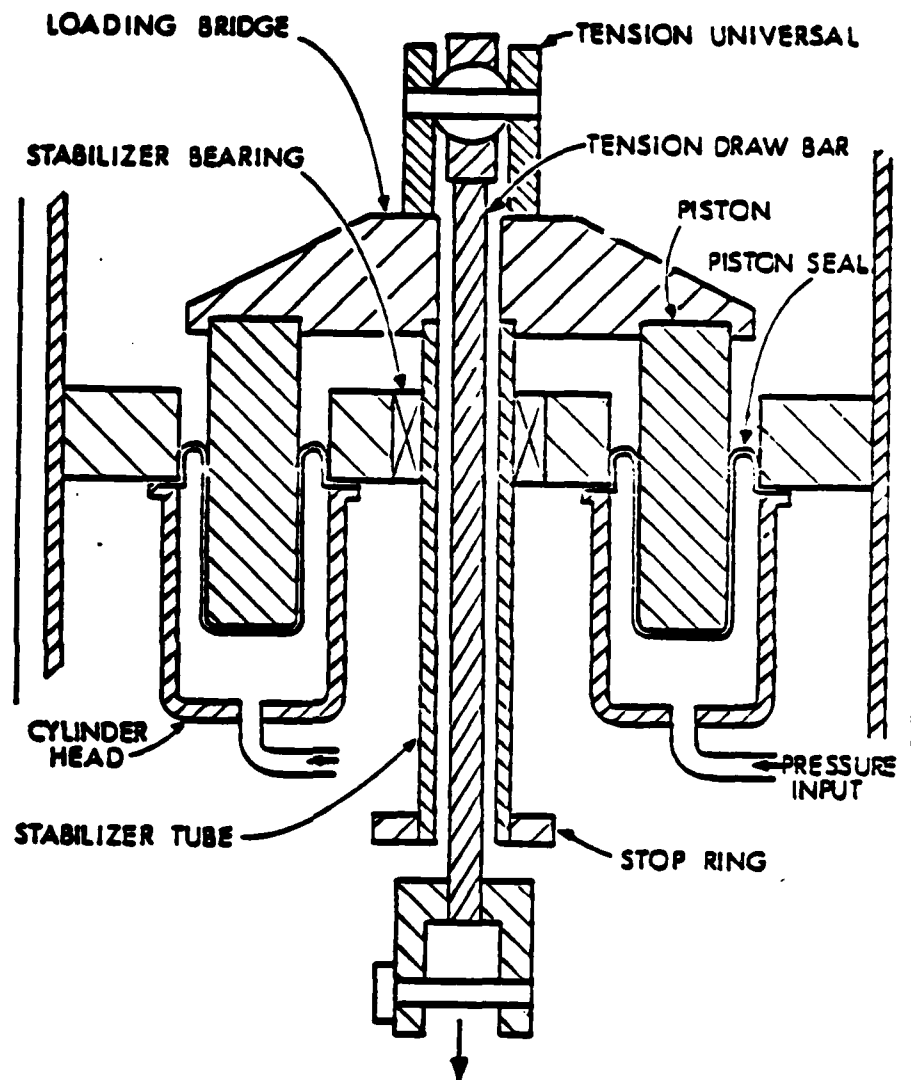 LOADING BRIDGE
TENSION UNIVERSAL
STABILIZER BEARING
TENSION DRAW BAR
PISTON
PISTON SEAL
CYLINDER
HEAD
PRESSURE
INPUT
STABILIZER TUBE
STOP RING